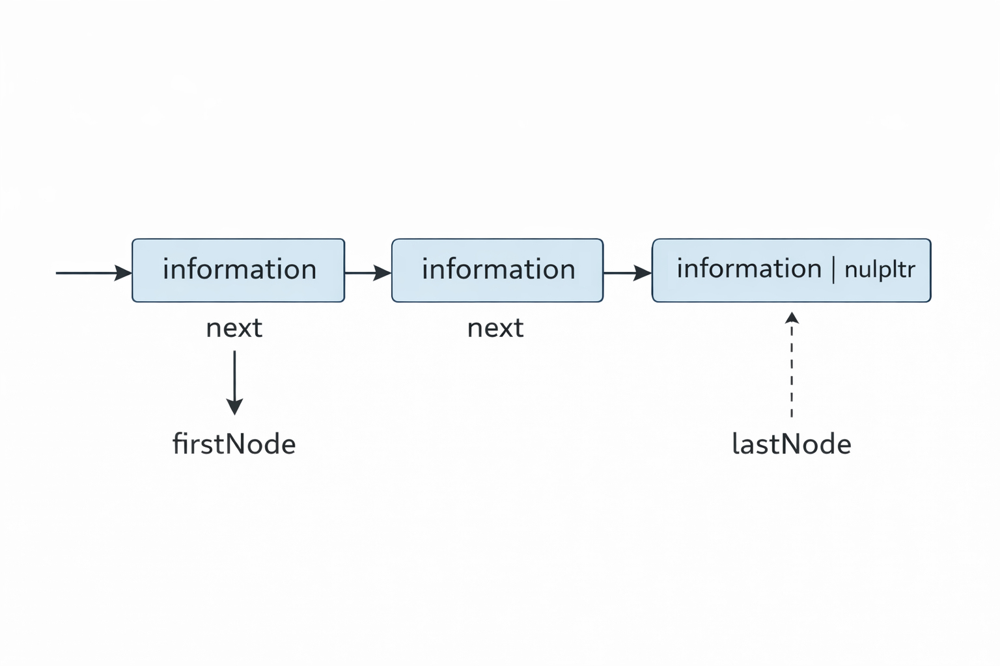 information information information | nulpltr
next next
firstNode lastNode